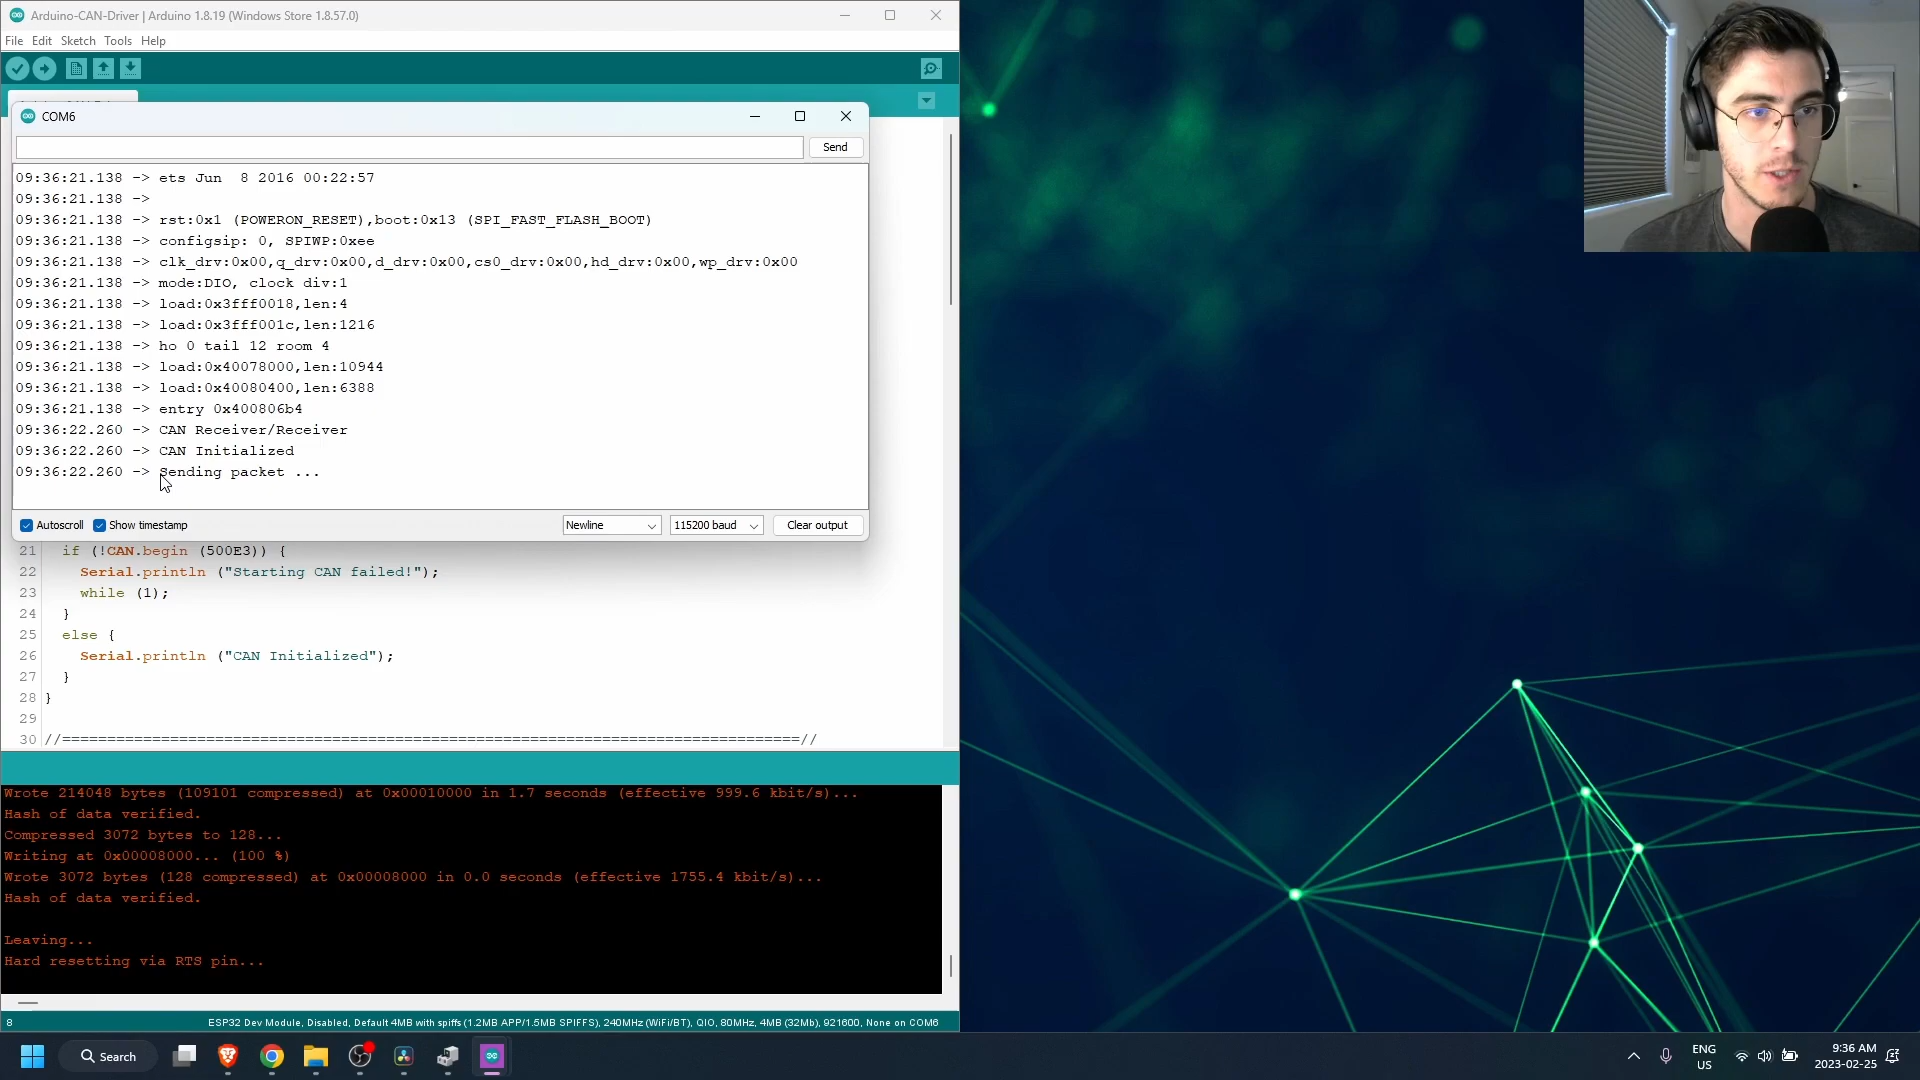 Arduino-CAN-Driver | Arduino 1.8.19 (Windows Store 1.8.57.0)
File Edit Sketch Tools Help
COM6
Send
09:36:21.138 -> ets Jun  8 2016 00:22:57
09:36:21.138 ->
09:36:21.138 -> rst:0x1 (POWERON_RESET),boot:0x13 (SPI_FAST_FLASH_BOOT)
09:36:21.138 -> configsip: 0, SPIWP:0xee
09:36:21.138 -> clk_drv:0x00,q_drv:0x00,d_drv:0x00,cs0_drv:0x00,hd_drv:0x00,wp_drv:0x00
09:36:21.138 -> mode:DIO, clock div:1
09:36:21.138 -> load:0x3fff0018,len:4
09:36:21.138 -> load:0x3fff001c,len:1216
09:36:21.138 -> ho 0 tail 12 room 4
09:36:21.138 -> load:0x40078000,len:10944
09:36:21.138 -> load:0x40080400,len:6388
09:36:21.138 -> entry 0x400806b4
09:36:22.260 -> CAN Receiver/Receiver
09:36:22.260 -> CAN Initialized
09:36:22.260 -> Sending packet ...
Autoscroll Show timestamp Newline 115200 baud Clear output
21 if (!CAN.begin (500E3)) {
22 Serial.println ("Starting CAN failed!");
23 while (1);
24 }
25 else {
26 Serial.println ("CAN Initialized");
27 }
28 }
29
30 //==================================================================================//
Wrote 214048 bytes (109101 compressed) at 0x00010000 in 1.7 seconds (effective 999.6 kbit/s)...
Hash of data verified.
Compressed 3072 bytes to 128...
Writing at 0x00008000... (100 %)
Wrote 3072 bytes (128 compressed) at 0x00008000 in 0.0 seconds (effective 1755.4 kbit/s)...
Hash of data verified.
Leaving...
Hard resetting via RTS pin...
8 ESP32 Dev Module, Disabled, Default 4MB with spiffs (1.2MB APP/1.5MB SPIFFS), 240MHz (WiFi/BT), QIO, 80MHz, 4MB (32Mb), 921600, None on COM6
Search
ENG
US
9:36 AM
2023-02-25